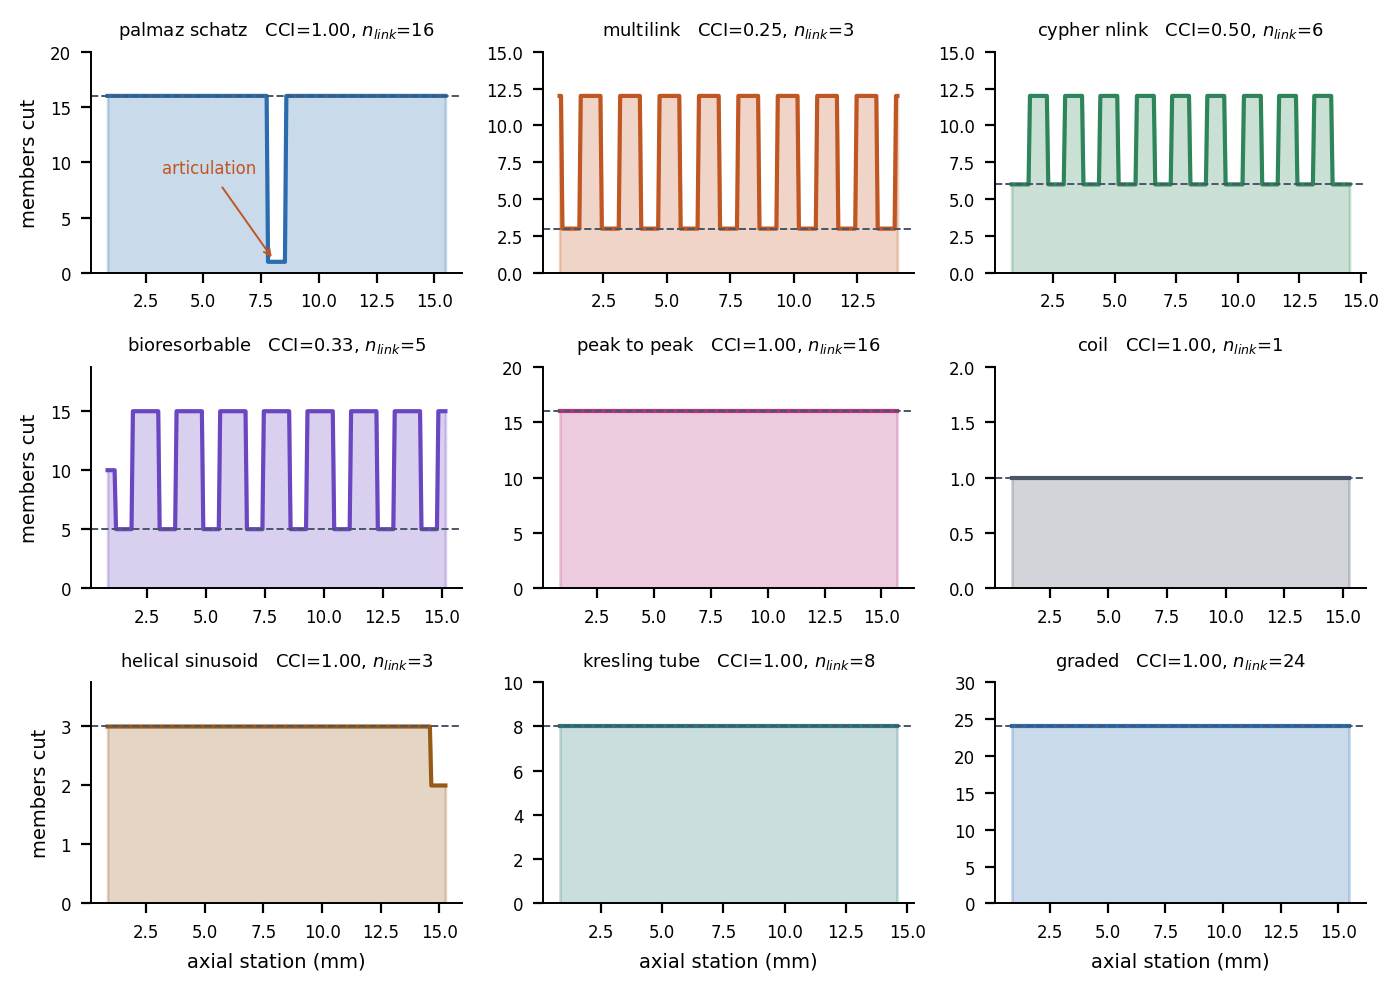 palmaz schatz   CCI=1.00, n_link=16
multilink   CCI=0.25, n_link=3
cypher nlink   CCI=0.50, n_link=6
20
15
10
5
0
members cut
articulation
2.5 5.0 7.5 10.0 12.5 15.0
15.0
12.5
10.0
7.5
5.0
2.5
0.0
2.5 5.0 7.5 10.0 12.5
15.0
12.5
10.0
7.5
5.0
2.5
0.0
2.5 5.0 7.5 10.0 12.5 15.0
bioresorbable   CCI=0.33, n_link=5
peak to peak   CCI=1.00, n_link=16
coil   CCI=1.00, n_link=1
15
10
5
0
members cut
2.5 5.0 7.5 10.0 12.5 15.0
20
15
10
5
0
2.5 5.0 7.5 10.0 12.5 15.0
2.0
1.5
1.0
0.5
0.0
2.5 5.0 7.5 10.0 12.5 15.0
helical sinusoid   CCI=1.00, n_link=3
kresling tube   CCI=1.00, n_link=8
graded   CCI=1.00, n_link=24
3
2
1
0
members cut
2.5 5.0 7.5 10.0 12.5 15.0
axial station (mm)
10
8
6
4
2
0
2.5 5.0 7.5 10.0 12.5 15.0
axial station (mm)
30
25
20
15
10
5
0
2.5 5.0 7.5 10.0 12.5 15.0
axial station (mm)